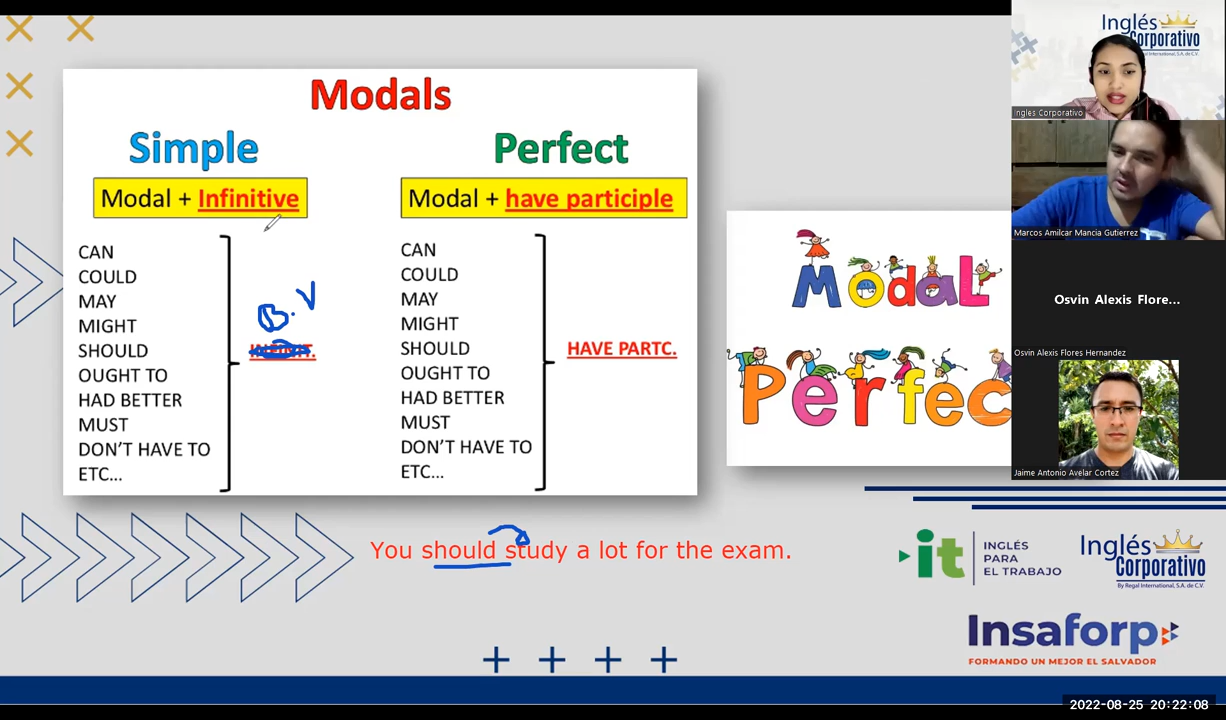 Modals
Simple
Perfect
Modal + Infinitive
Modal + have participle
CAN
COULD
MAY
MIGHT
SHOULD
OUGHT TO
HAD BETTER
MUST
DON'T HAVE TO
ETC...
B.V
CAN
COULD
MAY
MIGHT
SHOULD
OUGHT TO
HAD BETTER
MUST
DON'T HAVE TO
ETC...
HAVE PARTC.
Modal
Perfec
You should study a lot for the exam.
it
INGLÉS
PARA
EL TRABAJO
Inglés
Corporativo
By Regal International, S.A. de C.V.
Insaforp
FORMANDO UN MEJOR EL SALVADOR
Inglés
Corporativo
Ingles Corporativo
Marcos Amilcar Mancia Gutierrez
Osvin Alexis Flore...
Osvin Alexis Flores Hernandez
Jaime Antonio Avelar Cortez
2022-08-25 20:22:08